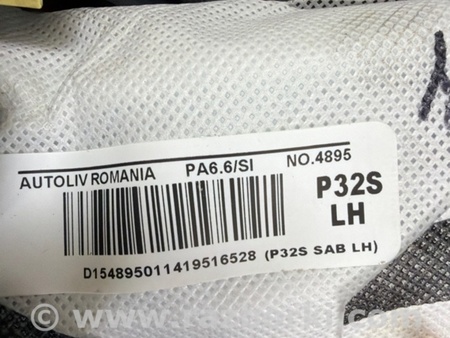 AUTOLIV ROMANIA PA6.6/SI NO.4895
P32S
LH
D154895011419516528 (P32S SAB LH)